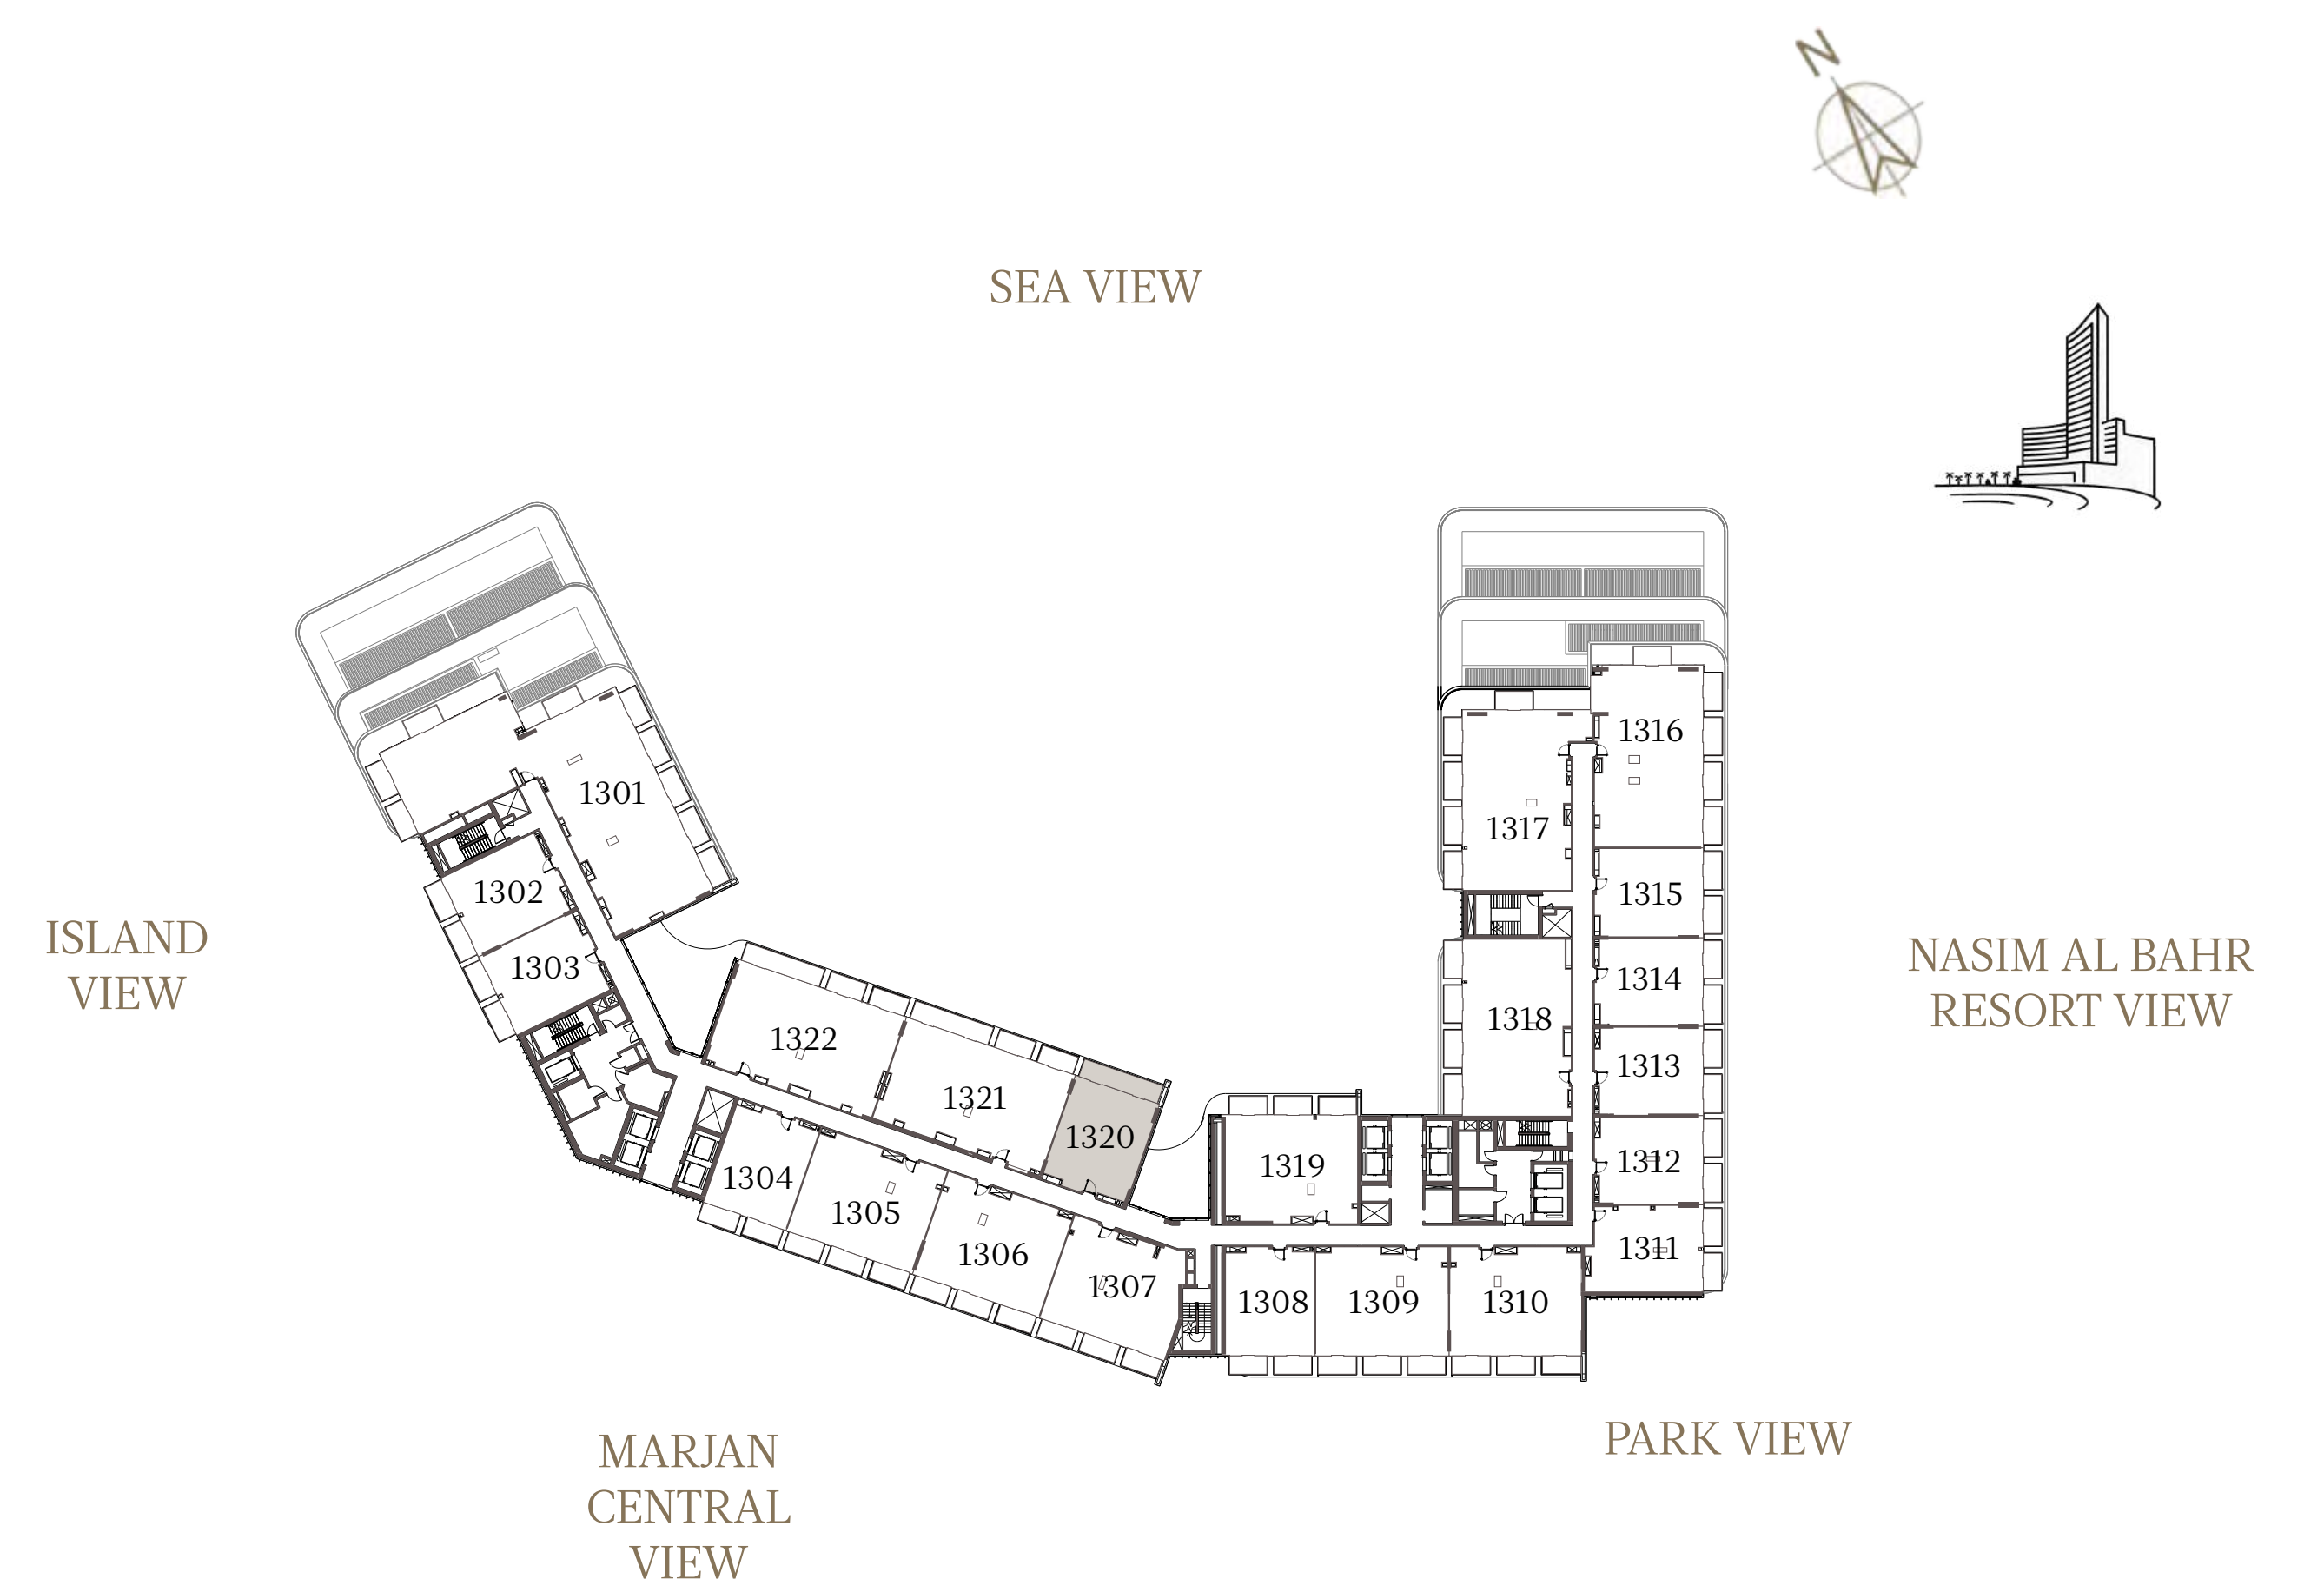 N
SEA VIEW
1316
1301
1317
1302
1315
ISLAND
VIEW
1303
NASIM AL BAHR
RESORT VIEW
1314
1318
1322
1313
1321
1320
1312
1319
1304
1305
1311
1306
1307
1308
1309
1310
PARK VIEW
MARJAN
CENTRAL
VIEW